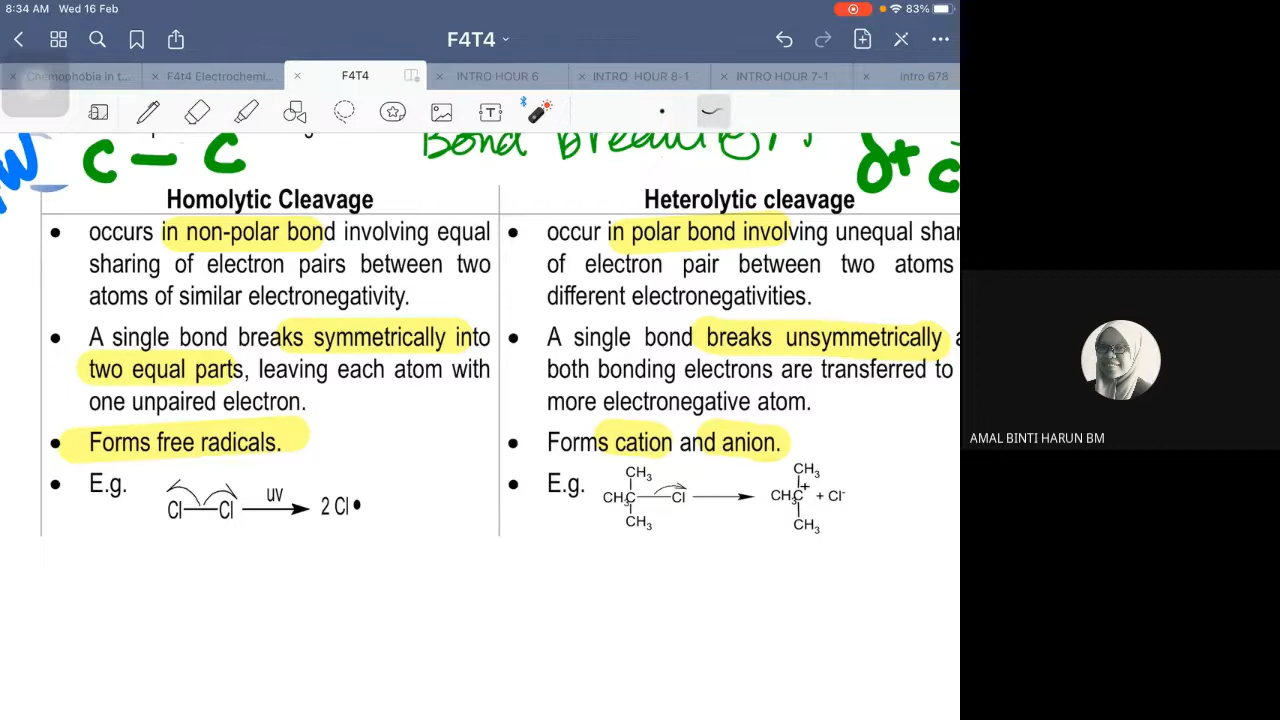 8:34 AM Wed 16 Feb
83%
F4T4
Chemophobia in t...
F4t4 Electrochemi...
F4T4
INTRO HOUR 6
INTRO HOUR 8-1
INTRO HOUR 7-1
intro 678
C – C
Bond breaking
δ+
Homolytic Cleavage
• occurs in non-polar bond involving equal
sharing of electron pairs between two
atoms of similar electronegativity.
• A single bond breaks symmetrically into
two equal parts, leaving each atom with
one unpaired electron.
• Forms free radicals.
• E.g.
Cl—Cl uv 2 Cl•
Heterolytic cleavage
• occur in polar bond involving unequal shar
of electron pair between two atoms
different electronegativities.
• A single bond breaks unsymmetrically a
both bonding electrons are transferred to
more electronegative atom.
• Forms cation and anion.
• E.g.
CH₃ CH₃
CH₃C—Cl CH₃C+ + Cl⁻
CH₃ CH₃
AMAL BINTI HARUN BM